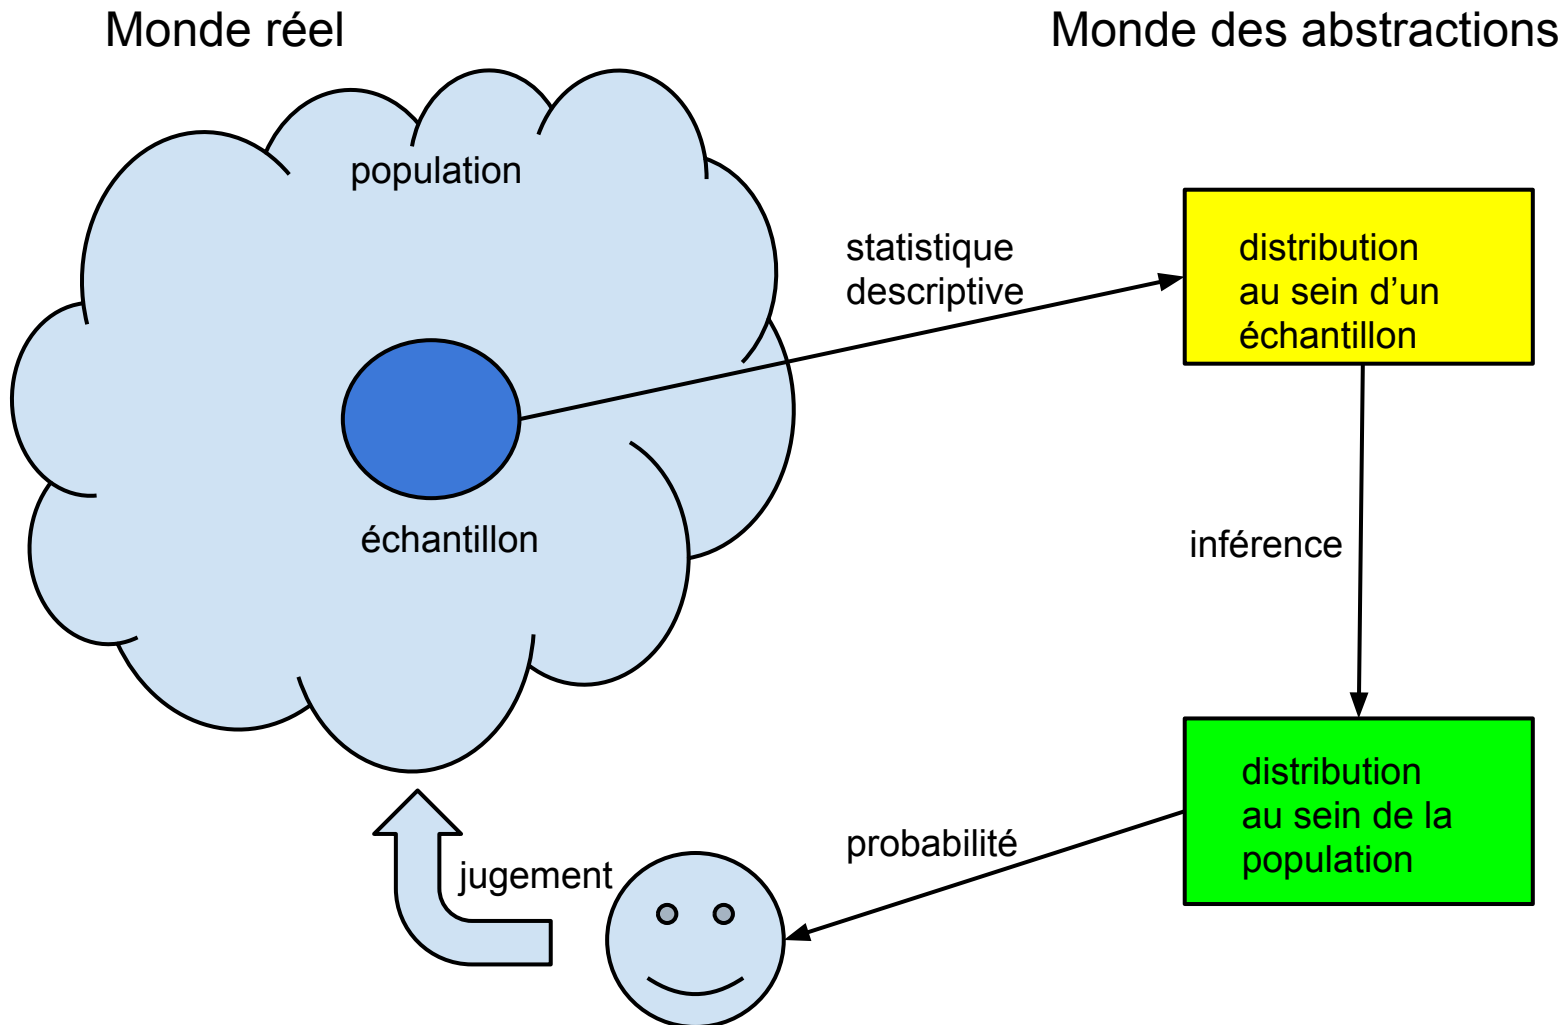 Monde réel
Monde des abstractions
population
statistique
descriptive
distribution
au sein d’un
échantillon
échantillon
inférence
distribution
au sein de la
population
probabilité
jugement